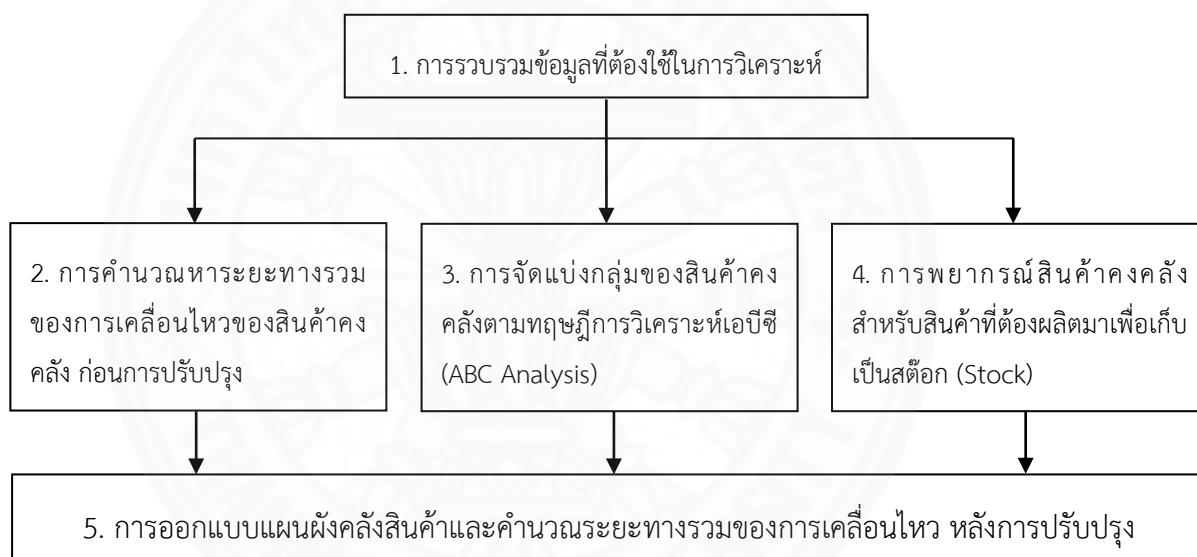 1. การรวบรวมข้อมูลที่ต้องใช้ในการวิเคราะห์
2. การคำนวณหาระยะทางรวม
ของการเคลื่อนไหวของสินค้าคง
คลัง ก่อนการปรับปรุง
3. การจัดแบ่งกลุ่มของสินค้าคง
คลังตามทฤษฎีการวิเคราะห์เอบีซี
(ABC Analysis)
4. การพยากรณ์สินค้าคงคลัง
สำหรับสินค้าที่ต้องผลิตมาเพื่อเก็บ
เป็นสต๊อก (Stock)
5. การออกแบบแผนผังคลังสินค้าและคำนวณระยะทางรวมของการเคลื่อนไหว หลังการปรับปรุง